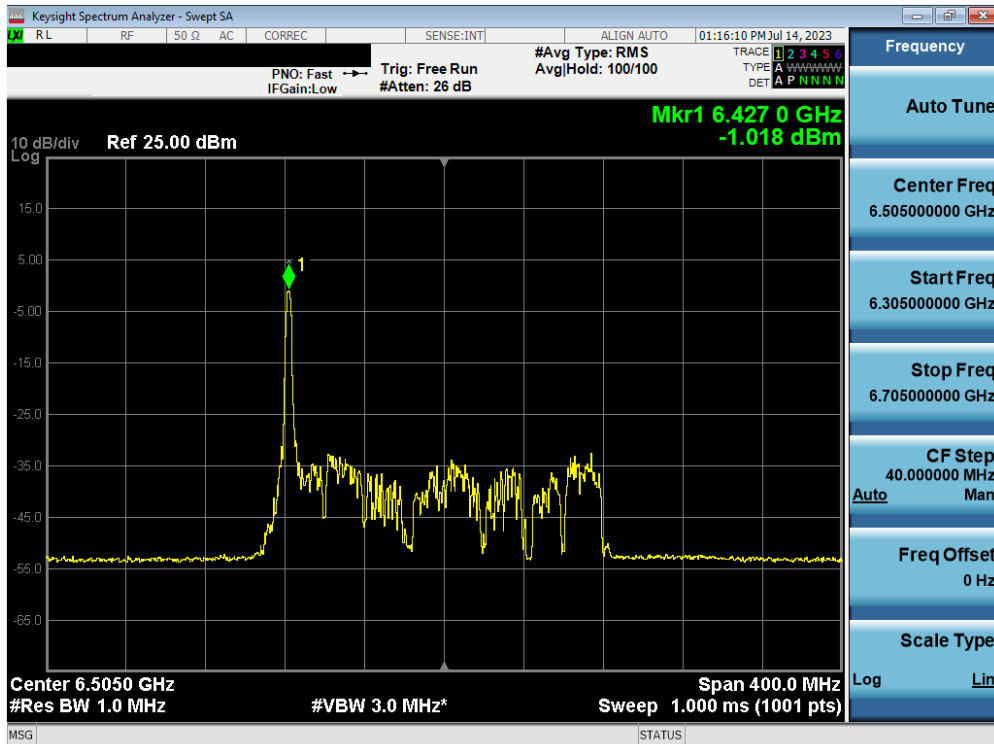 Keysight Spectrum Analyzer - Swept SA
LXI RL RF 50 Ω AC CORREC SENSE:INT ALIGN AUTO 01:16:10 PM Jul 14, 2023
Frequency
PNO: Fast
IFGain:Low
Trig: Free Run
#Atten: 26 dB
#Avg Type: RMS
Avg|Hold: 100/100
TRACE 1 2 3 4 5 6
TYPE A W W W W W
DET A P N N N N
Auto Tune
Mkr1 6.427 0 GHz
-1.018 dBm
10 dB/div Ref 25.00 dBm
Log
15.0
5.00
-5.00
-15.0
-25.0
-35.0
-45.0
-55.0
-65.0
1
Center Freq
6.505000000 GHz
Start Freq
6.305000000 GHz
Stop Freq
6.705000000 GHz
CF Step
40.000000 MHz
Auto Man
Freq Offset
0 Hz
Scale Type
Log Lin
Center 6.5050 GHz Span 400.0 MHz
#Res BW 1.0 MHz #VBW 3.0 MHz* Sweep 1.000 ms (1001 pts)
MSG STATUS